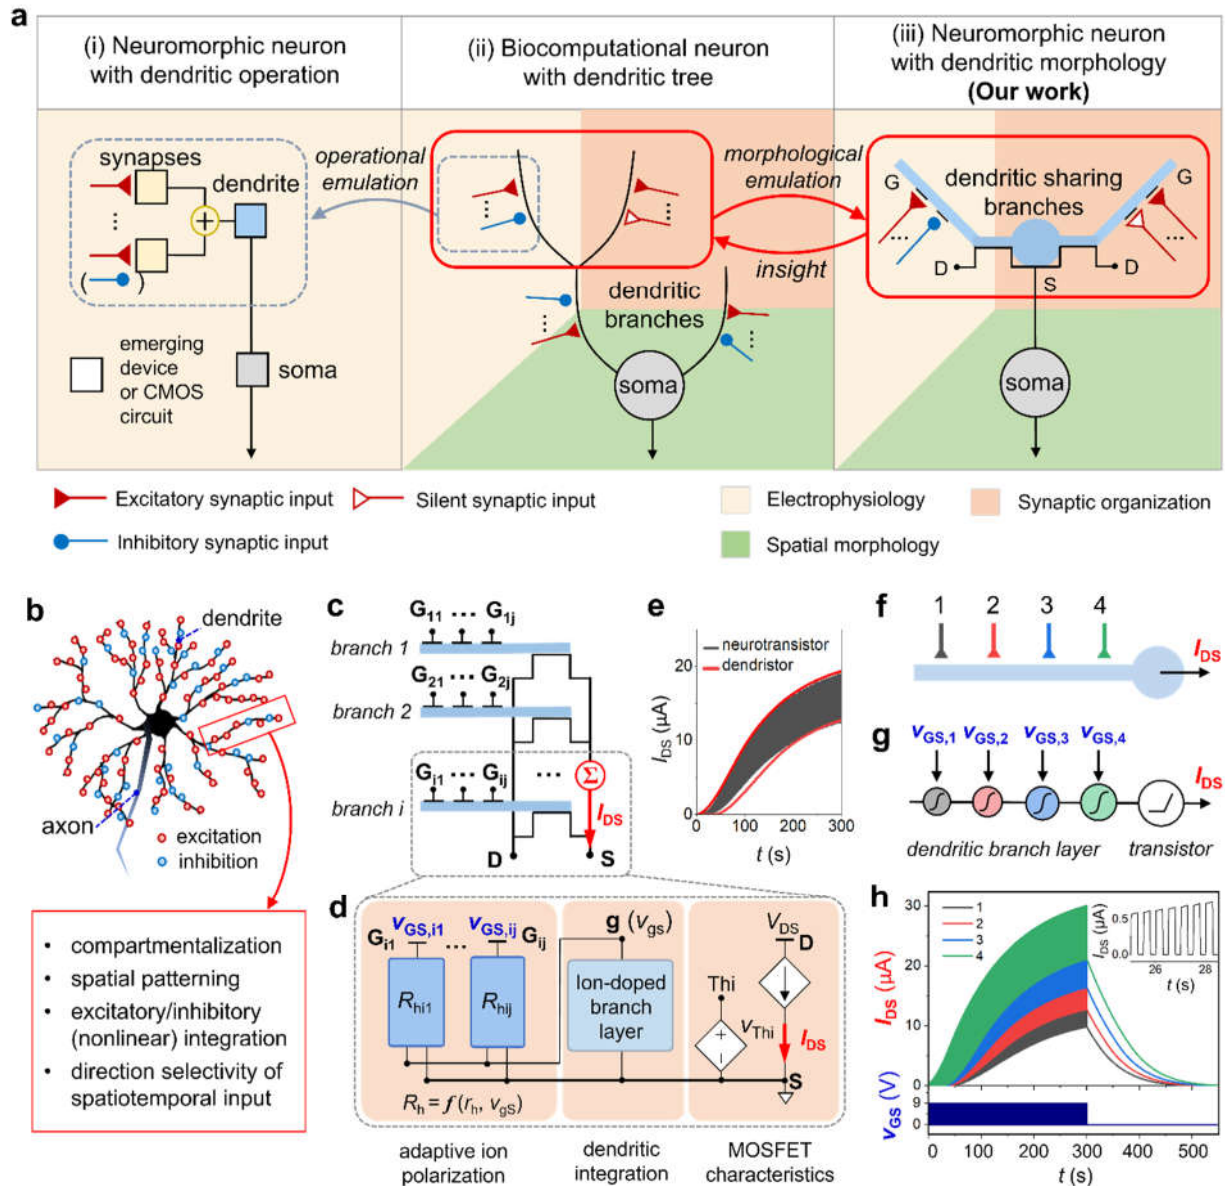 a
(i) Neuromorphic neuron
with dendritic operation
(ii) Biocomputational neuron
with dendritic tree
(iii) Neuromorphic neuron
with dendritic morphology
(Our work)
synapses
dendrite
+
( )
emerging
device
or CMOS
circuit
soma
operational
emulation
dendritic
branches
soma
morphological
emulation
insight
G
dendritic sharing
branches
G
D
S
D
soma
Excitatory synaptic input
Silent synaptic input
Inhibitory synaptic input
Electrophysiology
Synaptic organization
Spatial morphology
b
dendrite
axon
excitation
inhibition
• compartmentalization
• spatial patterning
• excitatory/inhibitory
(nonlinear) integration
• direction selectivity of
spatiotemporal input
c
G11 ··· G1j
branch 1
G21 ··· G2j
branch 2
Gi1 ··· Gij
branch i
···
Σ
IDS
D
S
d
Gi1
vGS,i1 ··· vGS,ij
Gij
Rhi1
Rhij
Rh = f(rh, vgS)
g (vgs)
Ion-doped
branch
layer
Thi
vThi
VDS
D
IDS
S
adaptive ion
polarization
dendritic
integration
MOSFET
characteristics
e
neurotransistor
dendristor
IDS (μA)
20
10
0
0 100 200 300
t (s)
f
1 2 3 4
IDS
g
vGS,1 vGS,2 vGS,3 vGS,4
IDS
dendritic branch layer
transistor
h
IDS (μA)
30
20
10
0
1
2
3
4
IDS (μA)
0.5
0.0
26 28
t (s)
vGS (V)
9
0
0 100 200 300 400 500
t (s)